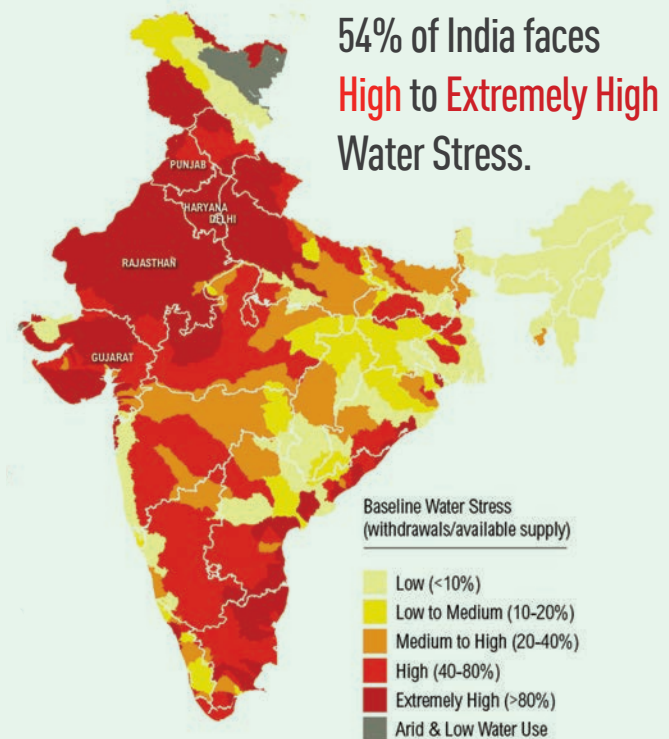 54% of India faces
High to Extremely High
Water Stress.
PUNJAB
HARYANA
DELHI
RAJASTHAN
GUJARAT
Baseline Water Stress
(withdrawals/available supply)
Low (<10%)
Low to Medium (10-20%)
Medium to High (20-40%)
High (40-80%)
Extremely High (>80%)
Arid & Low Water Use